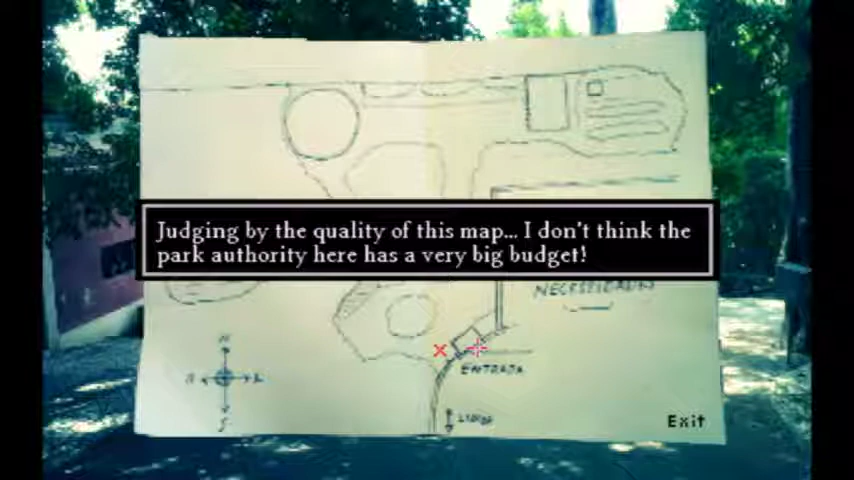 Judging by the quality of this map... I don't think the
park authority here has a very big budget!
ENTRADA
Exit